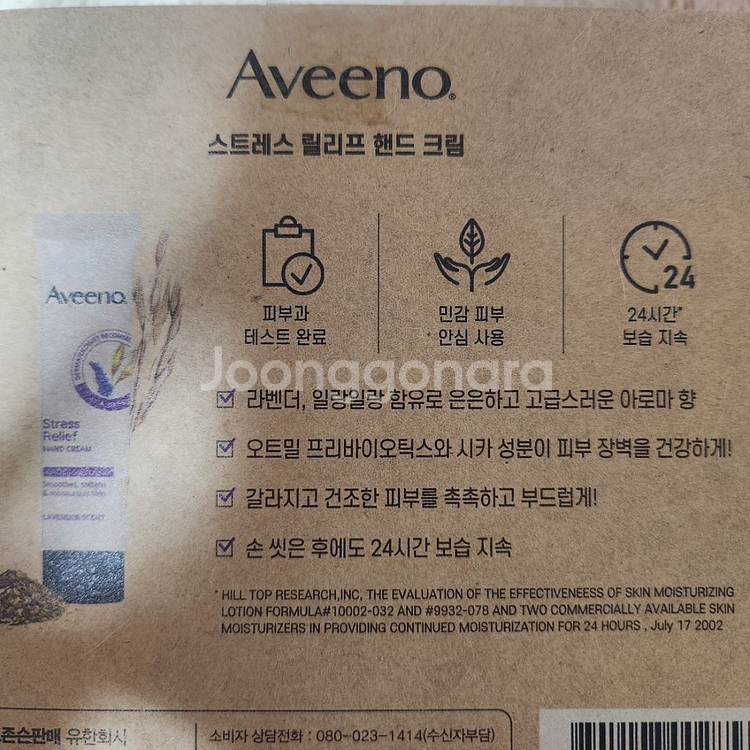 Aveeno®
스트레스 릴리프 핸드 크림
피부과
테스트 완료
민감 피부
안심 사용
24
24시간*
보습 지속
Aveeno
Stress
Relief
HAND CREAM
Smoothes, softens
& moisturizes skin
LAVENDER SCENT
Joonggonara
라벤더, 일랑일랑 함유로 은은하고 고급스러운 아로마 향
오트밀 프리바이오틱스와 시카 성분이 피부 장벽을 건강하게!
갈라지고 건조한 피부를 촉촉하고 부드럽게!
손 씻은 후에도 24시간 보습 지속
* HILL TOP RESEARCH,INC, THE EVALUATION OF THE EFFECTIVENEESS OF SKIN MOISTURIZING
LOTION FORMULA#10002-032 AND #9932-078 AND TWO COMMERCIALLY AVAILABLE SKIN
MOISTURIZERS IN PROVIDING CONTINUED MOISTURIZATION FOR 24 HOURS , July 17 2002
존슨판매 유한회사
소비자 상담전화 : 080-023-1414(수신자부담)